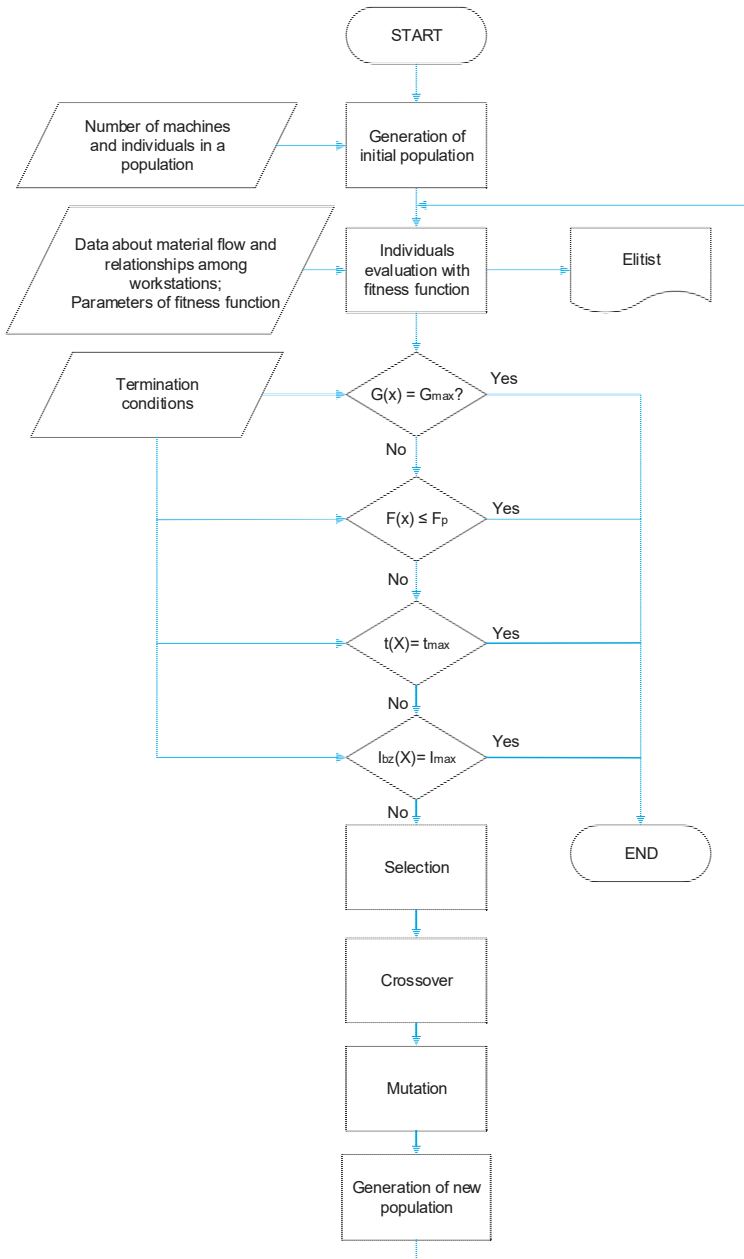 START
Number of machines
and individuals in a
population
Generation of
initial population
Data about material flow and
relationships among
workstations;
Parameters of fitness function
Individuals
evaluation with
fitness function
Elitist
Termination
conditions
G(x) = Gmax?
Yes
No
F(x) ≤ Fp
Yes
No
t(X)= tmax
Yes
No
Ibz(X)= Imax
Yes
No
Selection
END
Crossover
Mutation
Generation of new
population